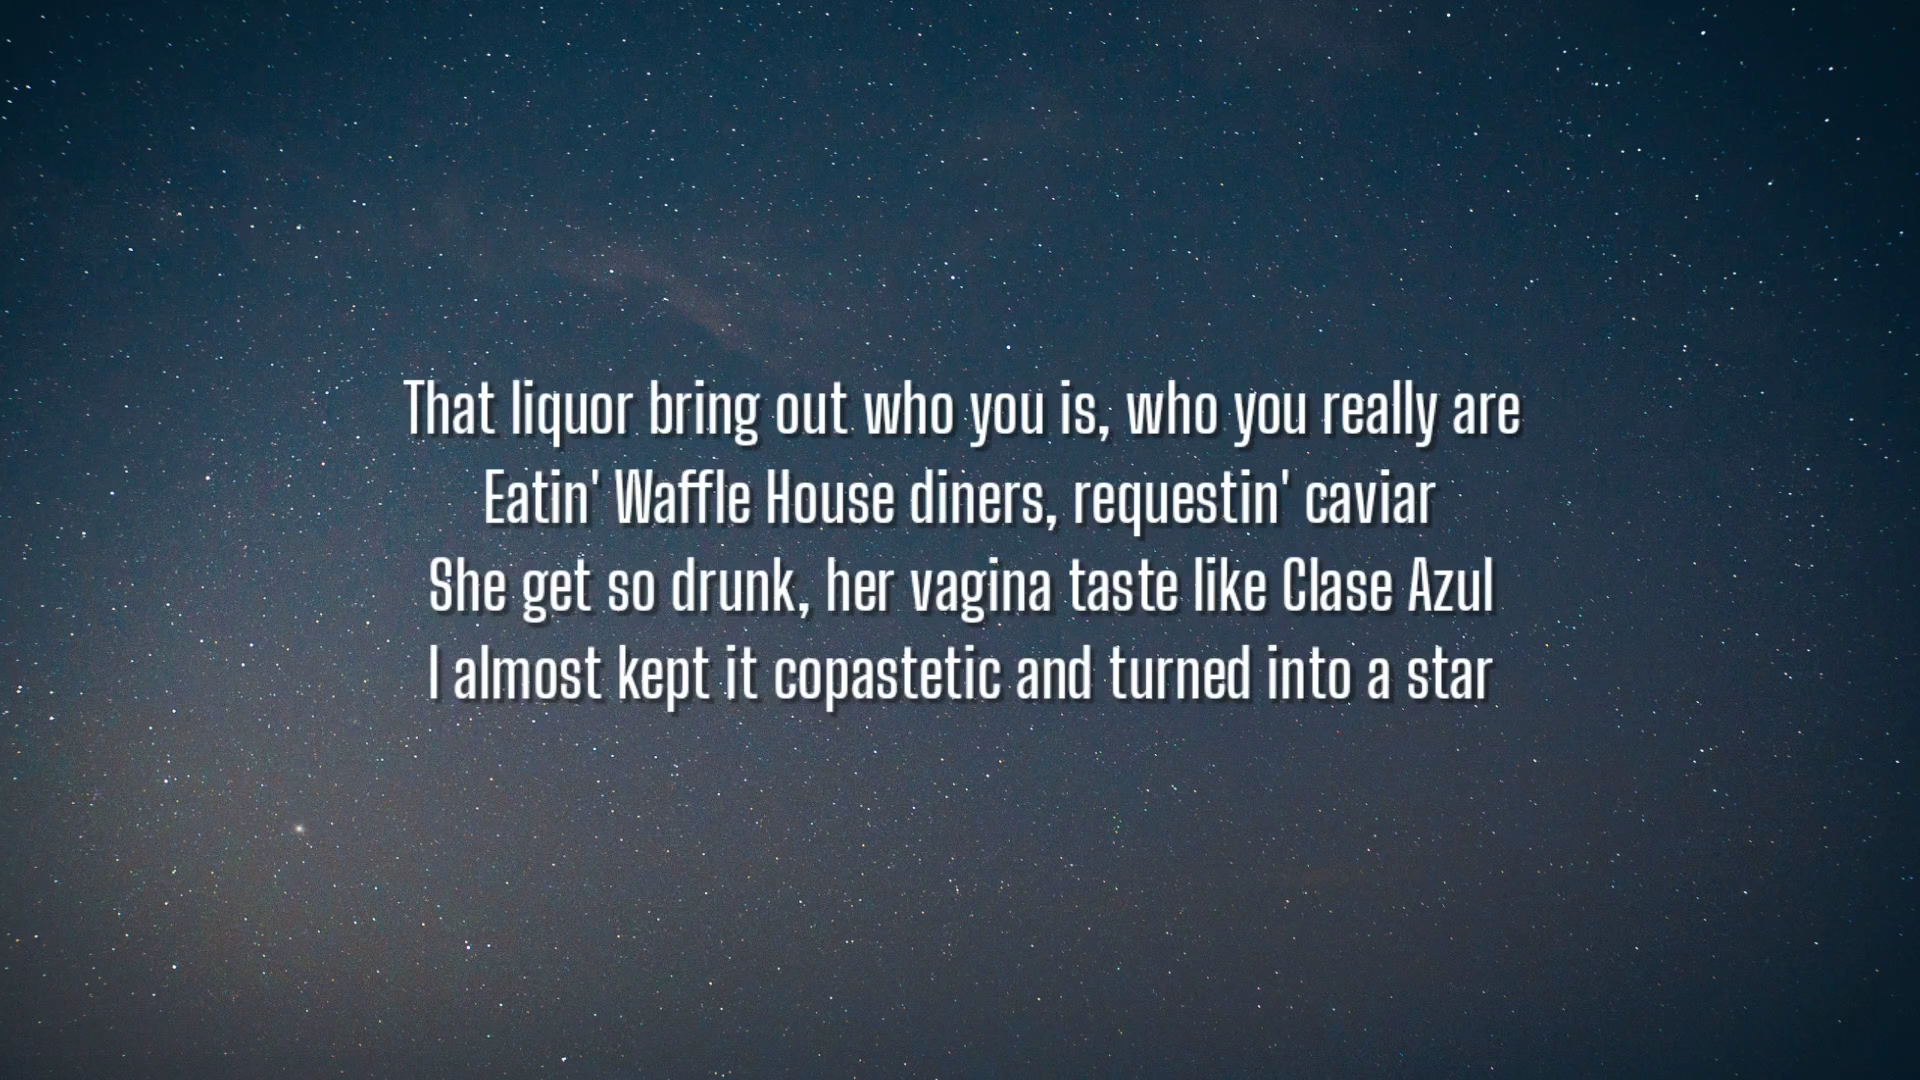 That liquor bring out who you is, who you really are
Eatin' Waffle House diners, requestin' caviar
She get so drunk, her vagina taste like Clase Azul
I almost kept it copastetic and turned into a star